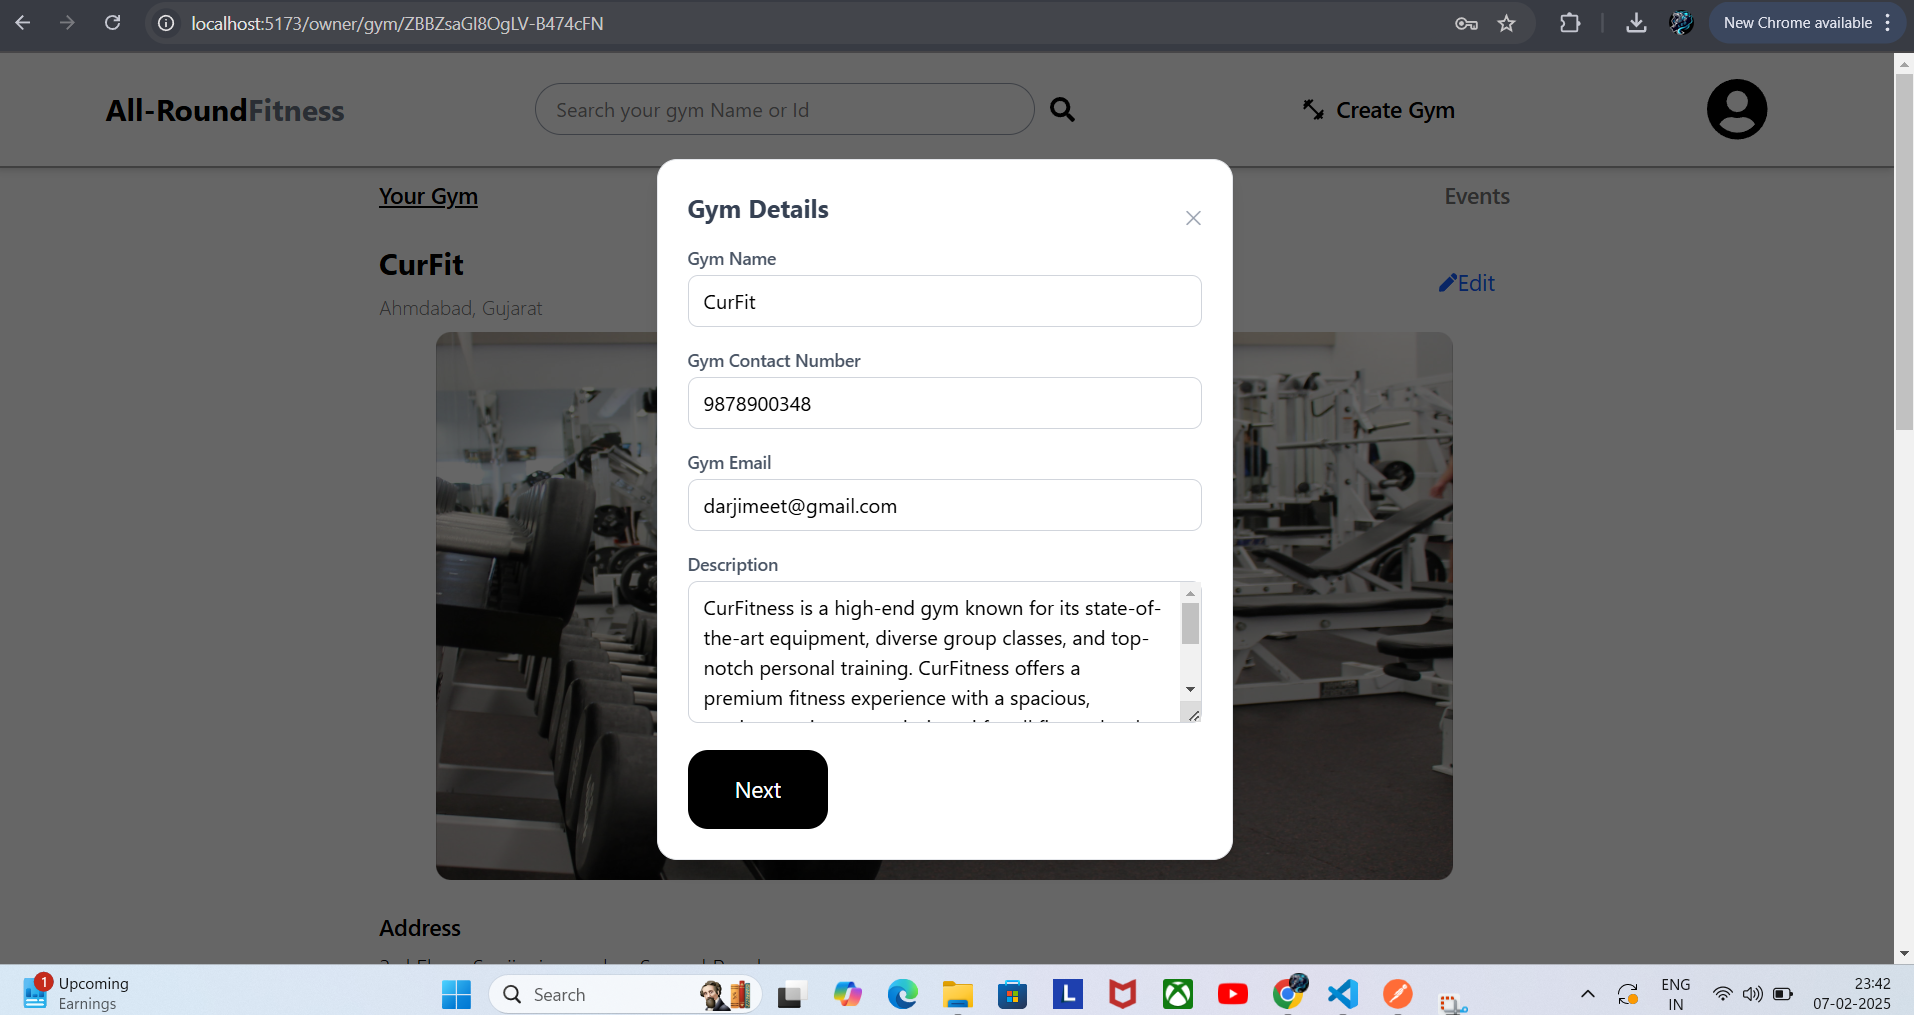 localhost:5173/owner/gym/ZBBZsaGl8OgLV-B474cFN
New Chrome available
All-RoundFitness
Search your gym Name or Id
Create Gym
Your Gym
Events
CurFit
Edit
Ahmdabad, Gujarat
Gym Details
Gym Name
CurFit
Gym Contact Number
9878900348
Gym Email
darjimeet@gmail.com
Description
CurFitness is a high-end gym known for its state-of-
the-art equipment, diverse group classes, and top-
notch personal training. CurFitness offers a
premium fitness experience with a spacious,
Next
Address
1
Upcoming
Earnings
Search
L
ENG
IN
23:42
07-02-2025